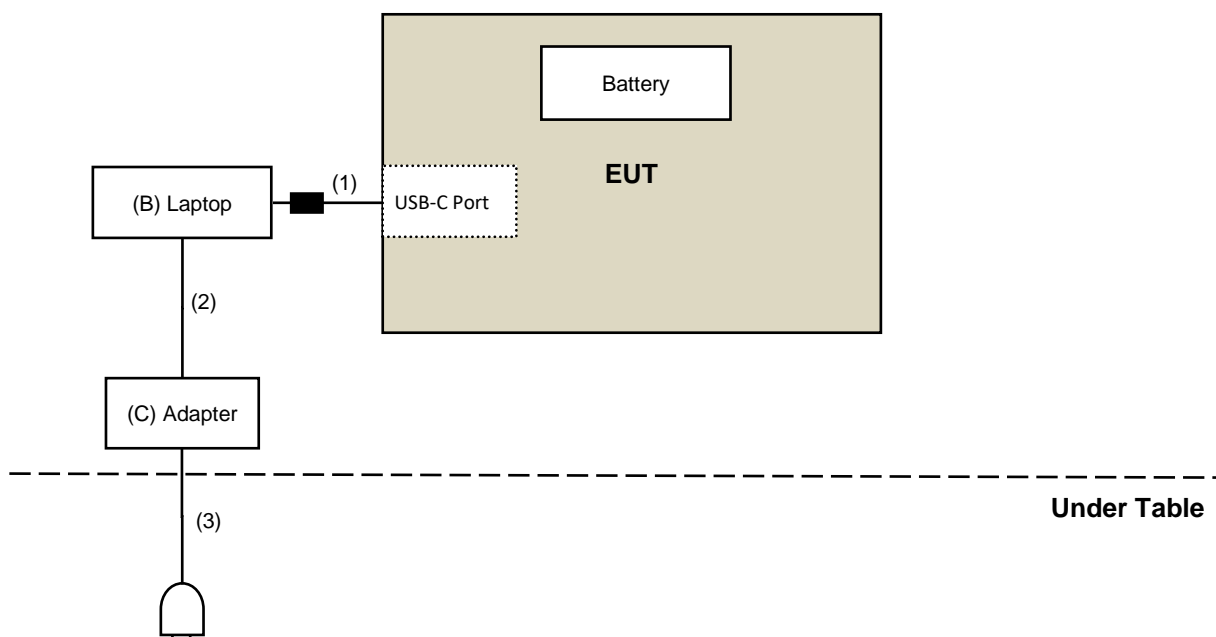 Battery
EUT
(1)
(B) Laptop
USB-C Port
(2)
(C) Adapter
Under Table
(3)